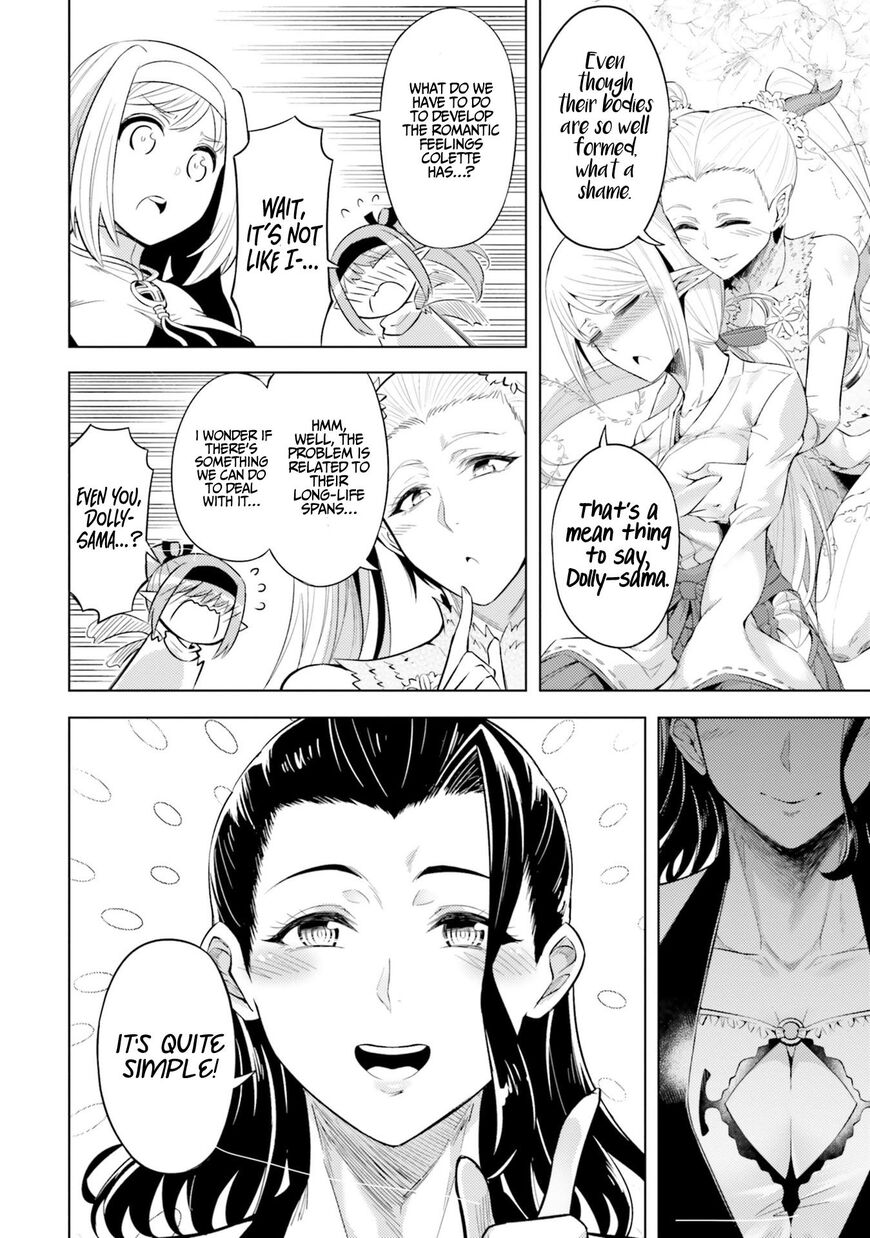 Even
though
their bodies
are so well
formed,
what a
shame.
That's a
mean thing
to say,
Dolly-sama.
WHAT DO WE
HAVE TO DO
TO DEVELOP
THE ROMANTIC
FEELINGS
COLETTE
HAS...?
WAIT,
IT'S NOT
LIKE I-...
HMM,
WELL, THE
PROBLEM IS
RELATED TO
THEIR
LONG-LIFE
SPANS...
I WONDER IF
THERE'S
SOMETHING
WE CAN DO
TO DEAL
WITH IT...
EVEN YOU,
DOLLY-
SAMA...?
IT'S QUITE
SIMPLE!